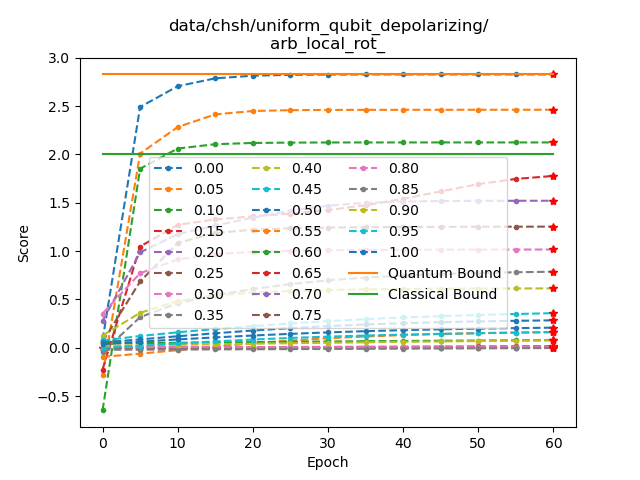 data/chsh/uniform_qubit_depolarizing/
arb_local_rot_
Score
3.0
2.5
2.0
1.5
1.0
0.5
0.0
−0.5
0.00 0.40 0.80
0.05 0.45 0.85
0.10 0.50 0.90
0.15 0.55 0.95
0.20 0.60 1.00
0.25 0.65 Quantum Bound
0.30 0.70 Classical Bound
0.35 0.75
0 10 20 30 40 50 60
Epoch